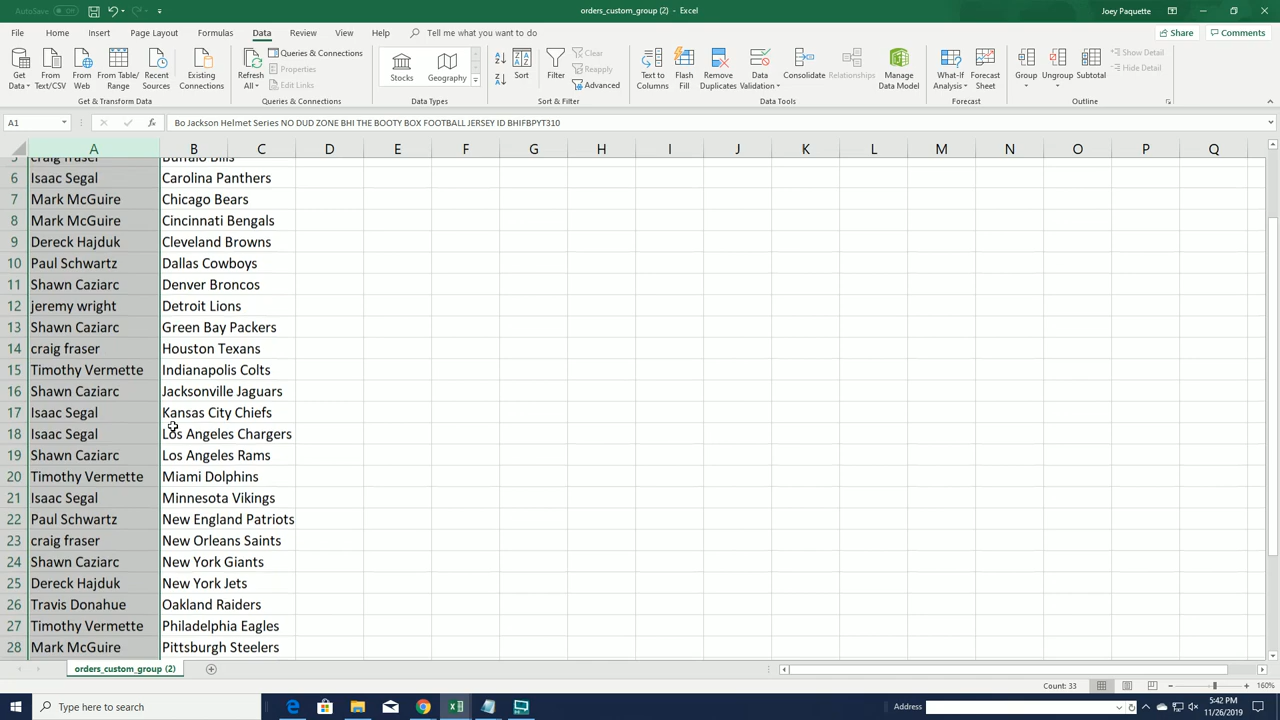 AutoSave Off orders_custom_group (2) - Excel Joey Paquette
File Home Insert Page Layout Formulas Data Review View Help Tell me what you want to do Share Comments
Get Data From Text/CSV From Web From Table/ Range Recent Sources Existing Connections Refresh All Queries & Connections Properties Edit Links Stocks Geography Sort Filter Clear Reapply Advanced Text to Columns Flash Fill Remove Duplicates Data Validation Consolidate Relationships Manage Data Model What-If Analysis Forecast Sheet Group Ungroup Subtotal Show Detail Hide Detail
Get & Transform Data Queries & Connections Data Types Sort & Filter Data Tools Forecast Outline
A1 fx Bo Jackson Helmet Series NO DUD ZONE BHI THE BOOTY BOX FOOTBALL JERSEY ID BHIFBPYT310
A B C D E F G H I J K L M N O P Q
5 craig fraser Buffalo Bills
6 Isaac Segal Carolina Panthers
7 Mark McGuire Chicago Bears
8 Mark McGuire Cincinnati Bengals
9 Dereck Hajduk Cleveland Browns
10 Paul Schwartz Dallas Cowboys
11 Shawn Caziarc Denver Broncos
12 jeremy wright Detroit Lions
13 Shawn Caziarc Green Bay Packers
14 craig fraser Houston Texans
15 Timothy Vermette Indianapolis Colts
16 Shawn Caziarc Jacksonville Jaguars
17 Isaac Segal Kansas City Chiefs
18 Isaac Segal Los Angeles Chargers
19 Shawn Caziarc Los Angeles Rams
20 Timothy Vermette Miami Dolphins
21 Isaac Segal Minnesota Vikings
22 Paul Schwartz New England Patriots
23 craig fraser New Orleans Saints
24 Shawn Caziarc New York Giants
25 Dereck Hajduk New York Jets
26 Travis Donahue Oakland Raiders
27 Timothy Vermette Philadelphia Eagles
28 Mark McGuire Pittsburgh Steelers
orders_custom_group (2)
Count: 33 160%
Type here to search Address 5:42 PM
11/26/2019